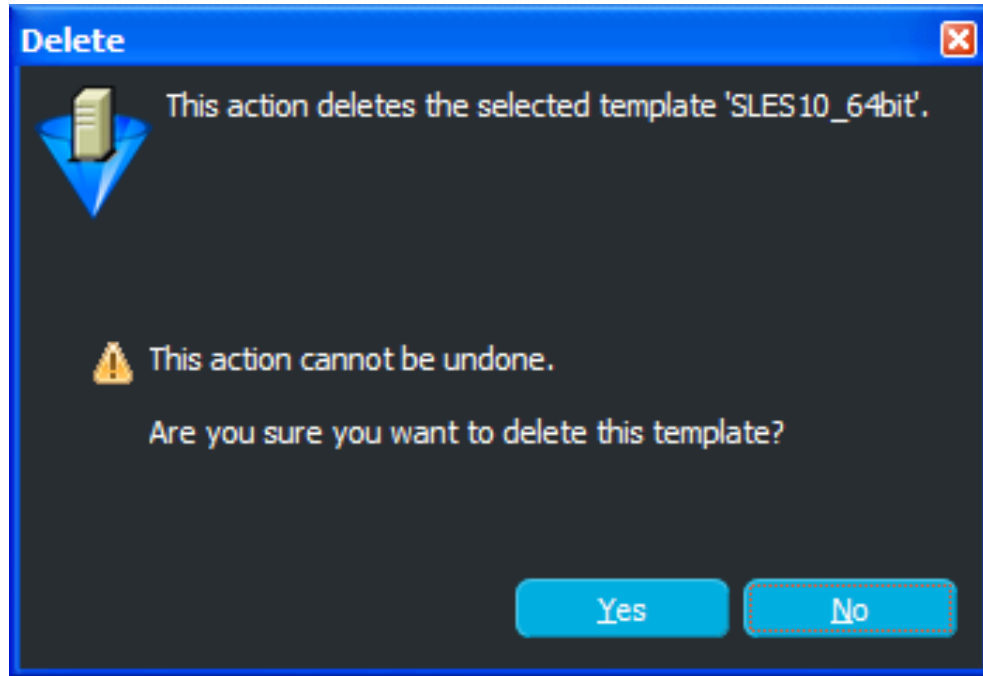 Delete
This action deletes the selected template 'SLES10_64bit'.
This action cannot be undone.
Are you sure you want to delete this template?
Yes
No